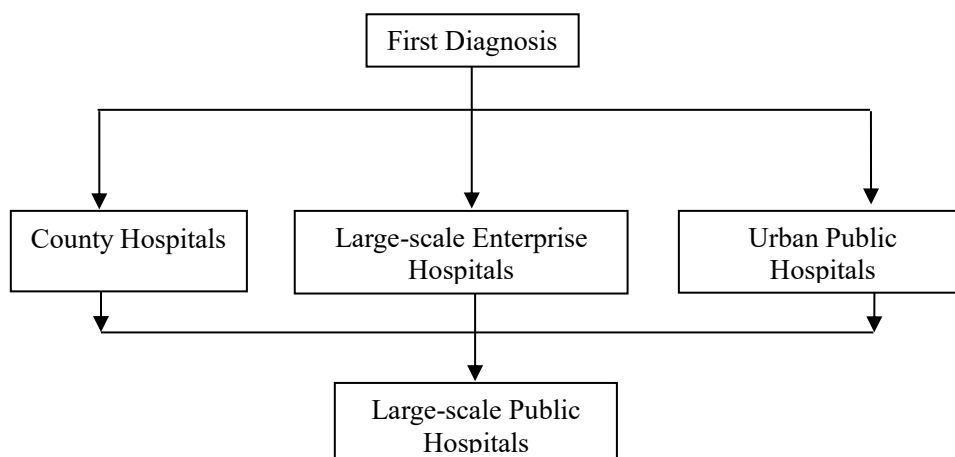 First Diagnosis
County Hospitals
Large-scale Enterprise
Hospitals
Urban Public
Hospitals
Large-scale Public
Hospitals